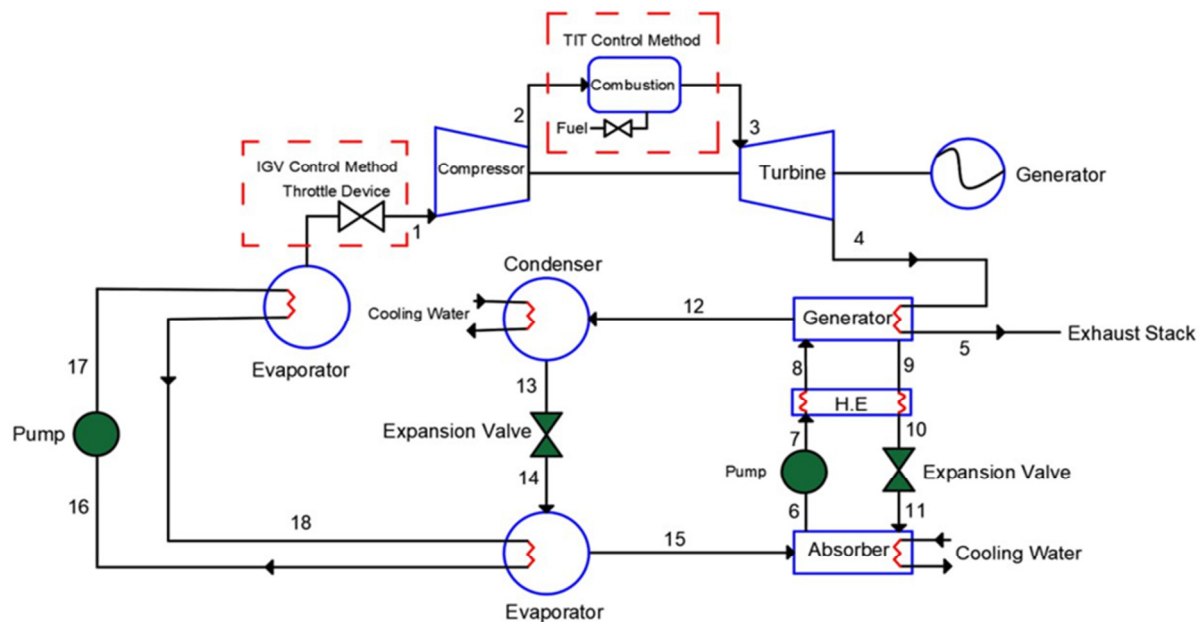 TIT Control Method
Combustion
Fuel
2
3
IGV Control Method
Throttle Device
1
Compressor
Turbine
Generator
4
Condenser
Cooling Water
12
Generator
5
Exhaust Stack
Evaporator
17
13
8
9
H.E
Pump
Expansion Valve
7
10
Pump
Expansion Valve
16
14
6
11
18
15
Absorber
Cooling Water
Evaporator